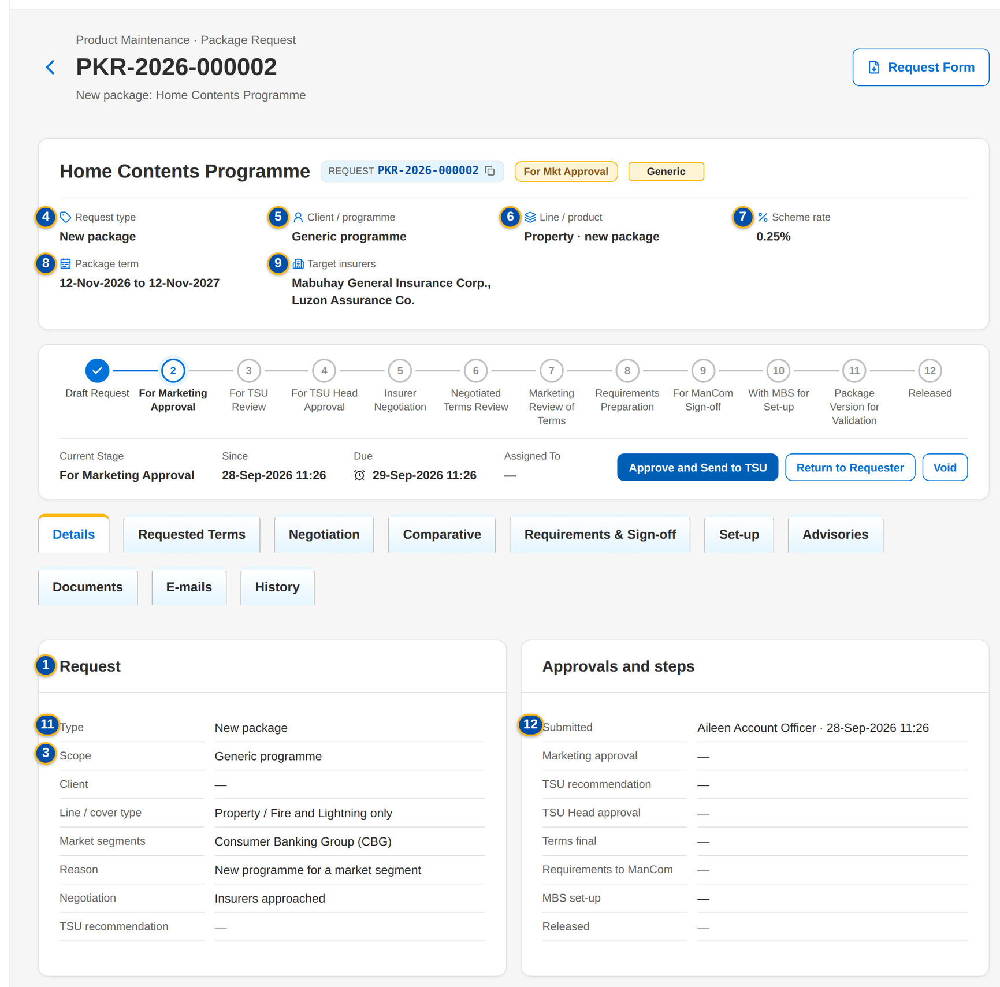 Product Maintenance · Package Request
PKR-2026-000002
New package: Home Contents Programme
Request Form
Home Contents Programme
REQUEST PKR-2026-000002
For Mkt Approval
Generic
4 Request type
New package
5 Client / programme
Generic programme
6 Line / product
Property · new package
7 Scheme rate
0.25%
8 Package term
12-Nov-2026 to 12-Nov-2027
9 Target insurers
Mabuhay General Insurance Corp.,
Luzon Assurance Co.
Draft Request
2
For Marketing
Approval
3
For TSU
Review
4
For TSU Head
Approval
5
Insurer
Negotiation
6
Negotiated
Terms Review
7
Marketing
Review of
Terms
8
Requirements
Preparation
9
For ManCom
Sign-off
10
With MBS for
Set-up
11
Package
Version for
Validation
12
Released
Current Stage
For Marketing Approval
Since
28-Sep-2026 11:26
Due
29-Sep-2026 11:26
Assigned To
—
Approve and Send to TSU
Return to Requester
Void
Details
Requested Terms
Negotiation
Comparative
Requirements & Sign-off
Set-up
Advisories
Documents
E-mails
History
1 Request
11 Type New package
3 Scope Generic programme
Client —
Line / cover type Property / Fire and Lightning only
Market segments Consumer Banking Group (CBG)
Reason New programme for a market segment
Negotiation Insurers approached
TSU recommendation —
Approvals and steps
12 Submitted Aileen Account Officer · 28-Sep-2026 11:26
Marketing approval —
TSU recommendation —
TSU Head approval —
Terms final —
Requirements to ManCom —
MBS set-up —
Released —